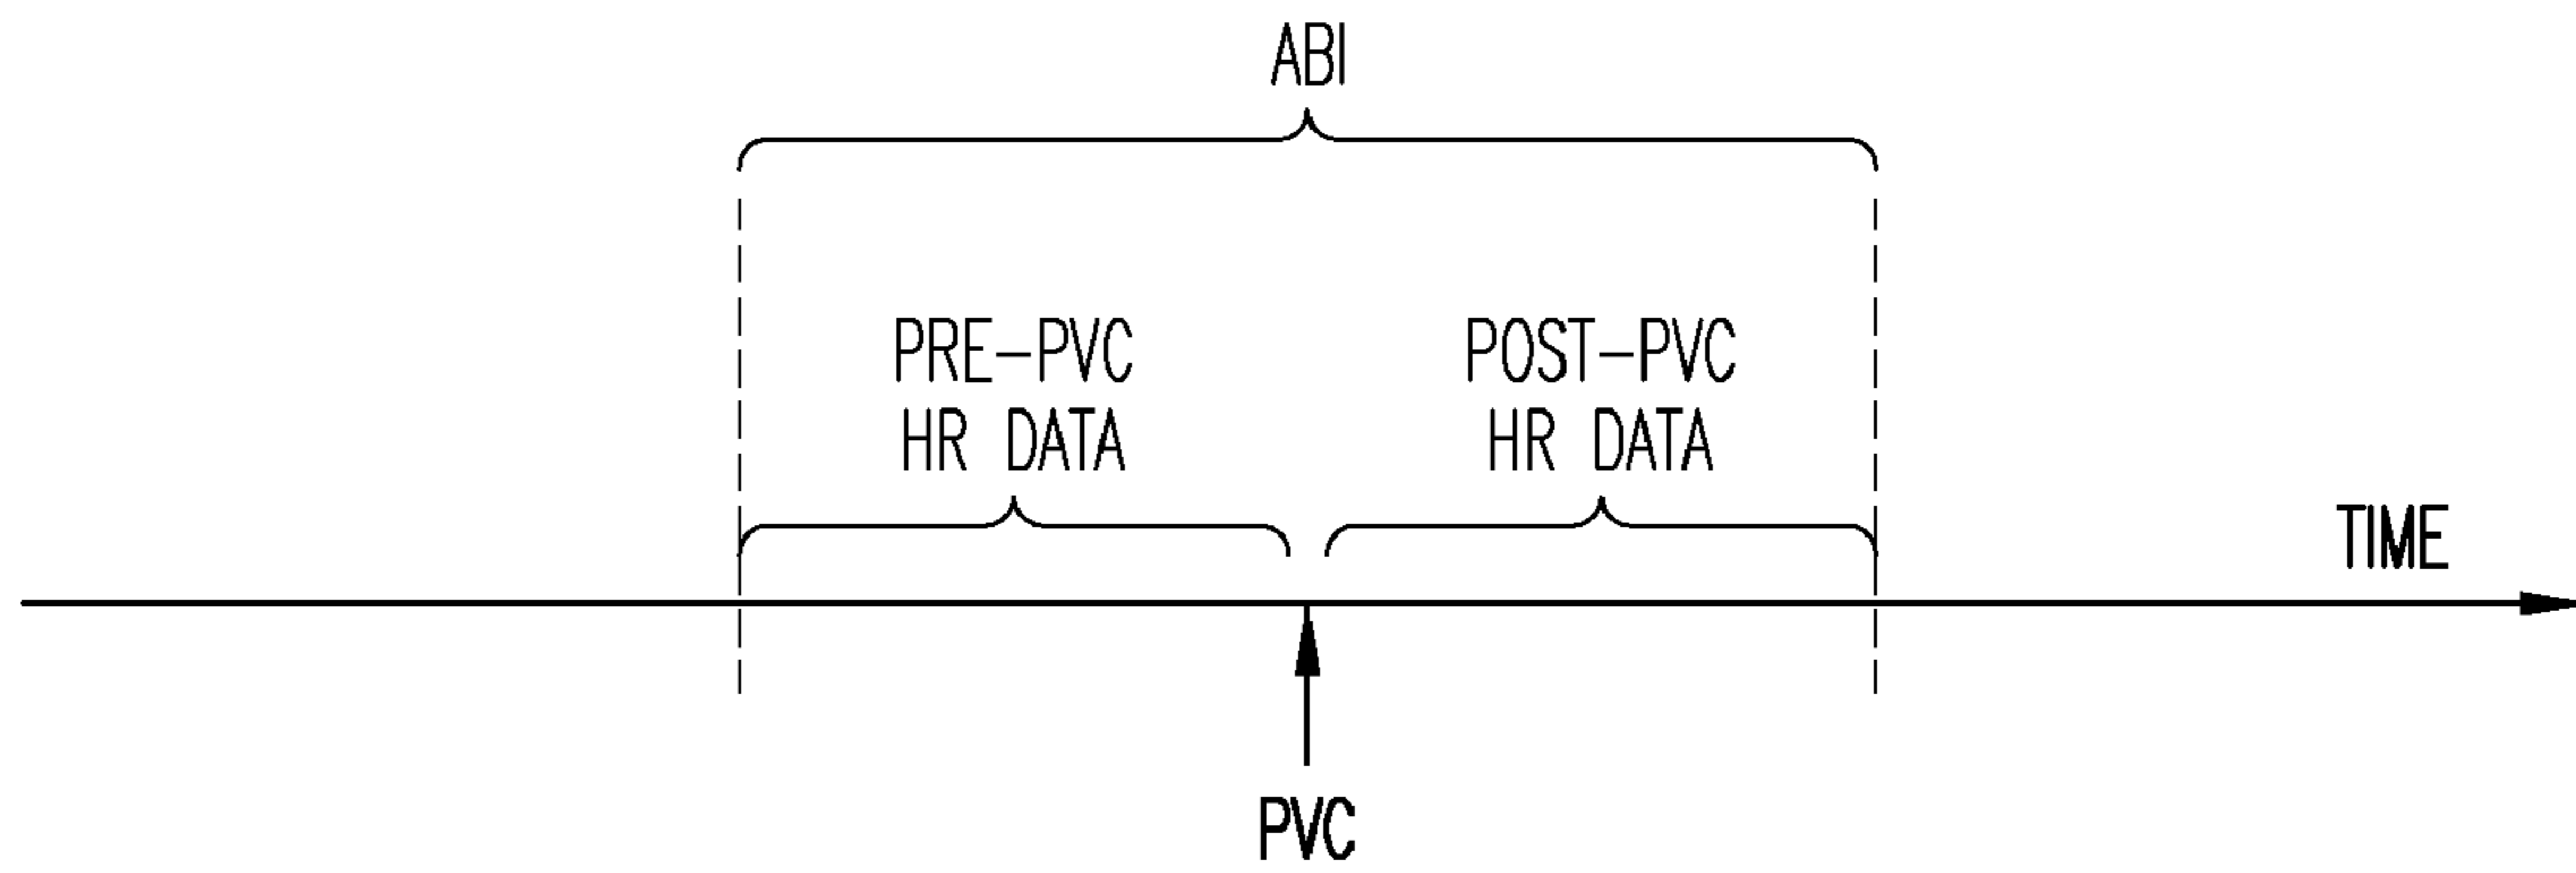 ABI
PRE-PVC
HR DATA
POST-PVC
HR DATA
TIME
PVC